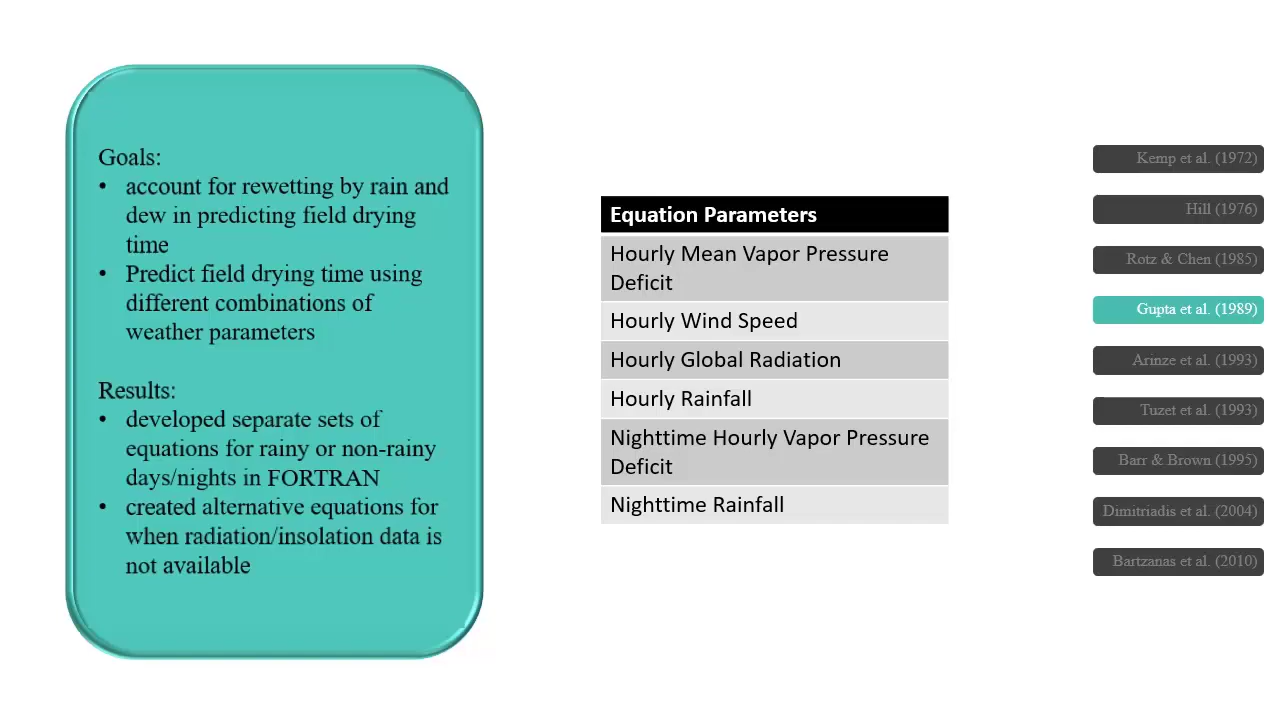 Goals:
• account for rewetting by rain and
dew in predicting field drying
time
• Predict field drying time using
different combinations of
weather parameters
Results:
• developed separate sets of
equations for rainy or non-rainy
days/nights in FORTRAN
• created alternative equations for
when radiation/insolation data is
not available
Equation Parameters
Hourly Mean Vapor Pressure
Deficit
Hourly Wind Speed
Hourly Global Radiation
Hourly Rainfall
Nighttime Hourly Vapor Pressure
Deficit
Nighttime Rainfall
Kemp et al. (1972)
Hill (1976)
Rotz & Chen (1985)
Gupta et al. (1989)
Arinze et al. (1993)
Tuzet et al. (1993)
Barr & Brown (1995)
Dimitriadis et al. (2004)
Bartzanas et al. (2010)